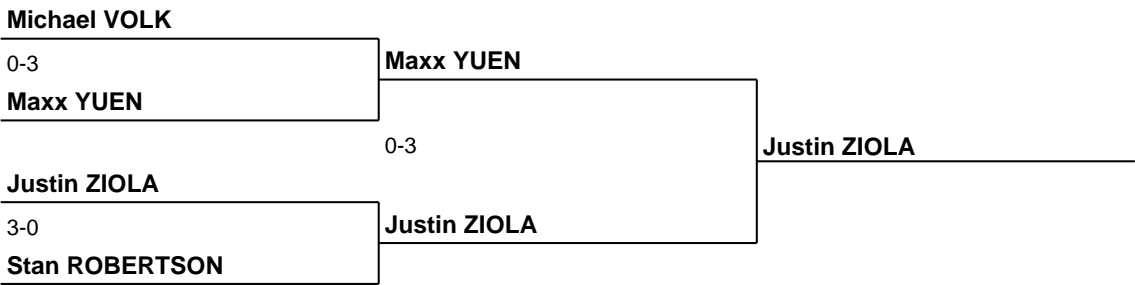 Michael VOLK
0-3
Maxx YUEN
Maxx YUEN
0-3
Justin ZIOLA
Justin ZIOLA
3-0
Justin ZIOLA
Stan ROBERTSON